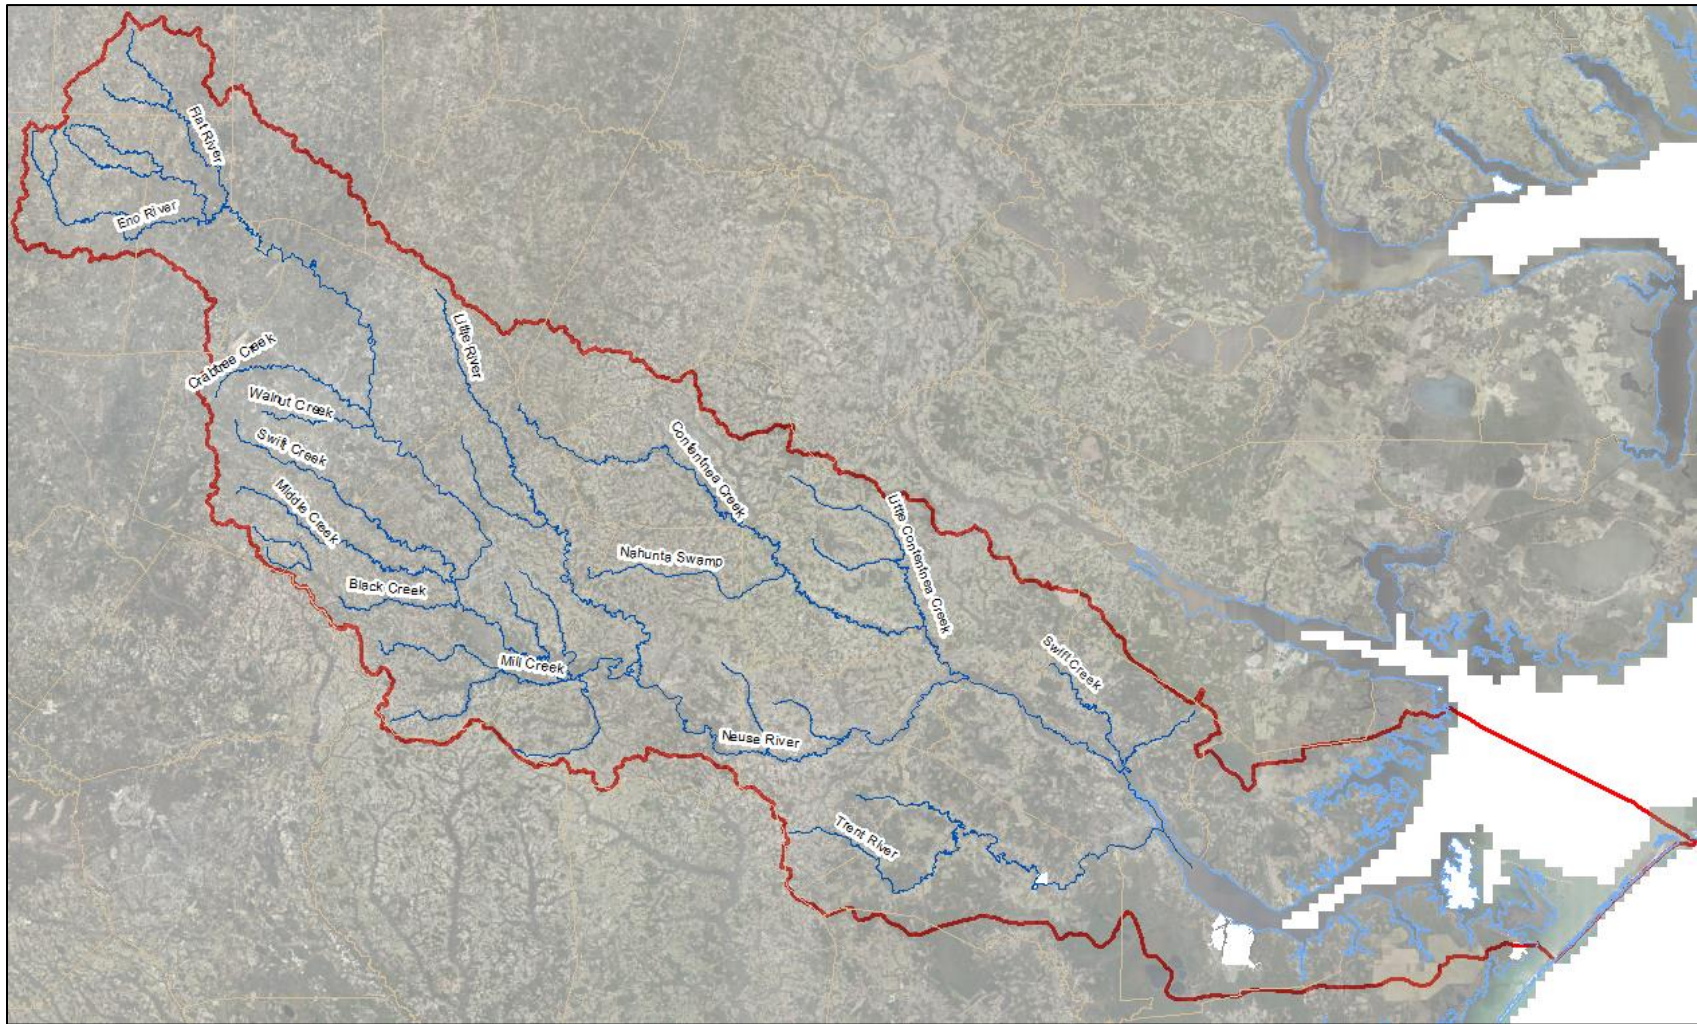 Flat River
Eno River
Little River
Crabtree Creek
Walnut Creek
Swift Creek
Middle Creek
Contentnea Creek
Little Contentnea Creek
Nahunta Swamp
Black Creek
Mill Creek
Swift Creek
Neuse River
Trent River